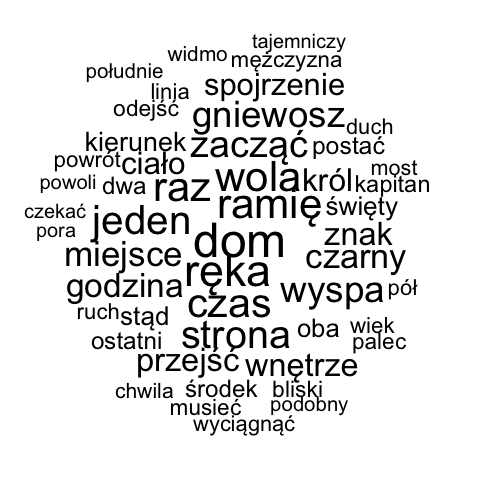 tajemniczy
widmo mężczyzna
południe linia spojrzenie
odejść gniewosz duch
kierunek zacząć postać
powrót ciało wola król most
powoli dwa raz kapitan
czekać jeden ramię święty
pora dom znak
miejsce ręka czarny
godzina czas wyspa pół
ruch stąd strona oba wiek
ostatni palec
przejść wnętrze
chwila środek bliski
musieć podobny
wyciągnąć